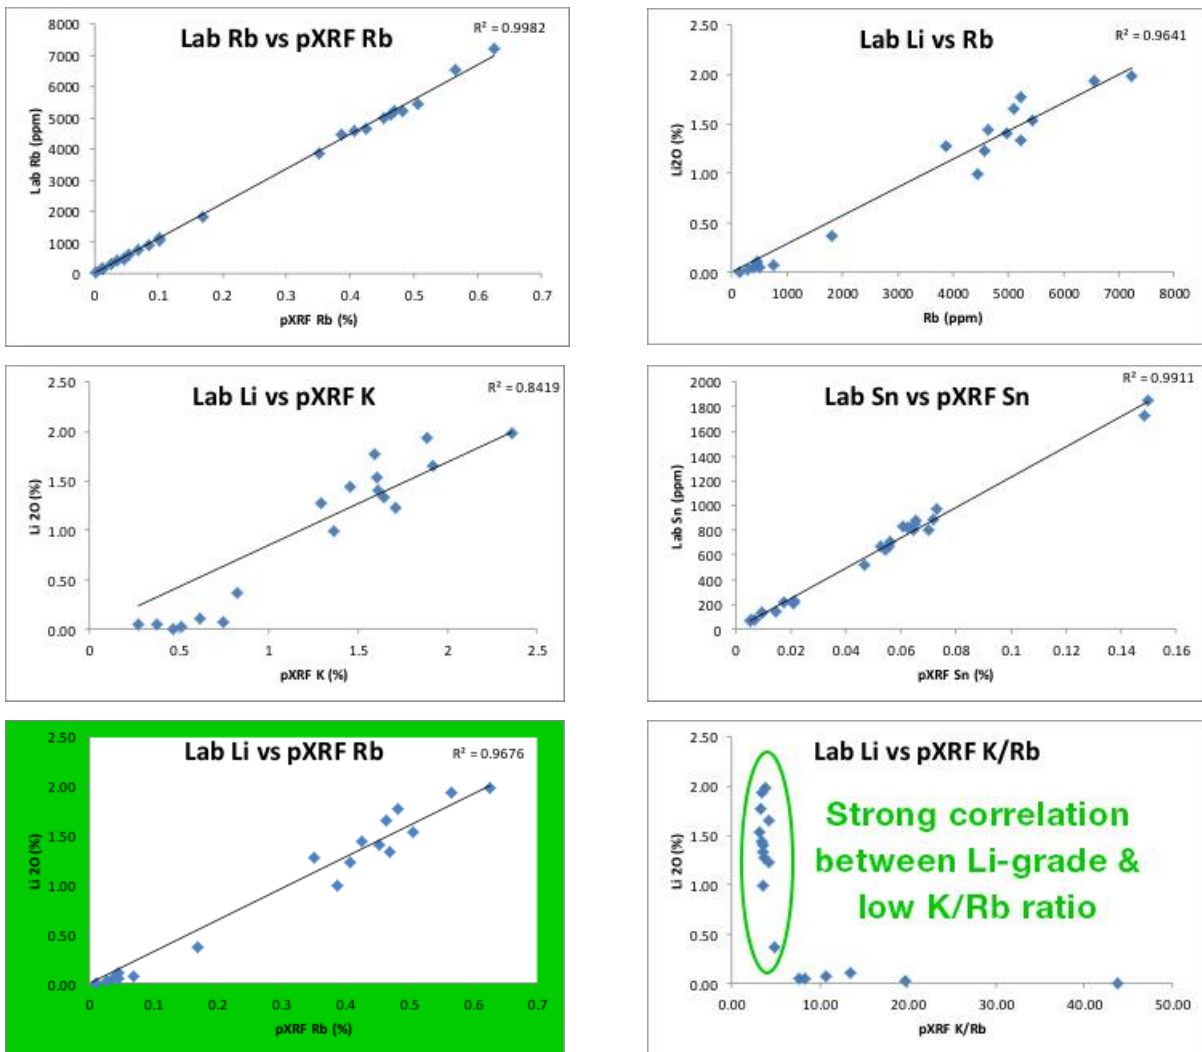 Lab Rb vs pXRF Rb
R² = 0.9982
8000
7000
6000
5000
4000
3000
2000
1000
0
Lab Rb (ppm)
0 0.1 0.2 0.3 0.4 0.5 0.6 0.7
pXRF Rb (%)
Lab Li vs Rb
R² = 0.9641
2.50
2.00
1.50
1.00
0.50
0.00
Li2O (%)
0 1000 2000 3000 4000 5000 6000 7000 8000
Rb (ppm)
Lab Li vs pXRF K
R² = 0.8419
2.50
2.00
1.50
1.00
0.50
0.00
Li 2O (%)
0 0.5 1 1.5 2 2.5
pXRF K (%)
Lab Sn vs pXRF Sn
R² = 0.9911
2000
1800
1600
1400
1200
1000
800
600
400
200
0
Lab Sn (ppm)
0 0.02 0.04 0.06 0.08 0.1 0.12 0.14 0.16
pXRF Sn (%)
Lab Li vs pXRF Rb
R² = 0.9676
2.50
2.00
1.50
1.00
0.50
0.00
Li 2O (%)
0 0.1 0.2 0.3 0.4 0.5 0.6 0.7
pXRF Rb (%)
Lab Li vs pXRF K/Rb
2.50
2.00
1.50
1.00
0.50
0.00
Li 2O (%)
Strong correlation
between Li-grade &
low K/Rb ratio
0.00 10.00 20.00 30.00 40.00 50.00
pXRF K/Rb